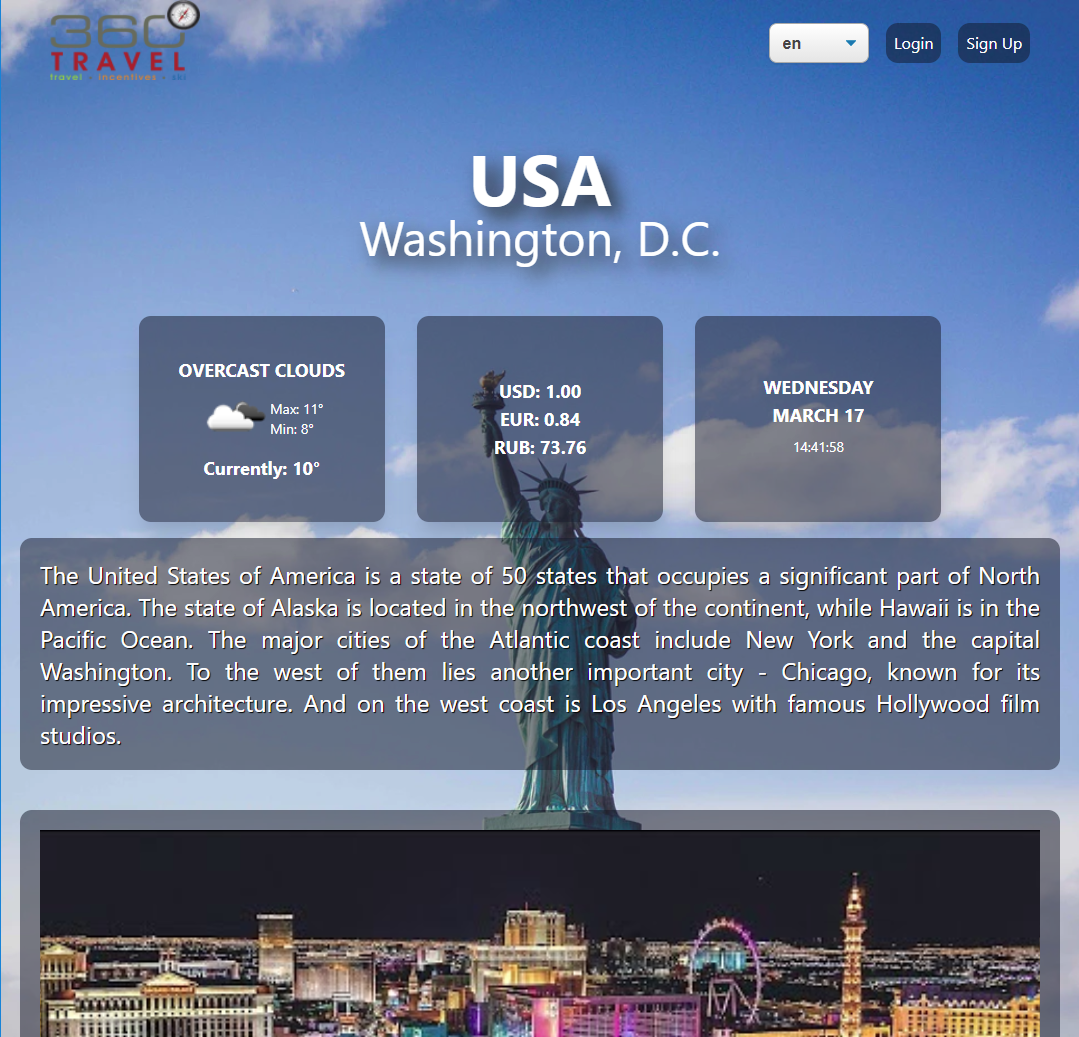 360
TRAVEL
travel - incentives - ski
en
Login
Sign Up
USA
Washington, D.C.
OVERCAST CLOUDS
Max: 11°
Min: 8°
Currently: 10°
USD: 1.00
EUR: 0.84
RUB: 73.76
WEDNESDAY
MARCH 17
14:41:58
The United States of America is a state of 50 states that occupies a significant part of North
America. The state of Alaska is located in the northwest of the continent, while Hawaii is in the
Pacific Ocean. The major cities of the Atlantic coast include New York and the capital
Washington. To the west of them lies another important city - Chicago, known for its
impressive architecture. And on the west coast is Los Angeles with famous Hollywood film
studios.